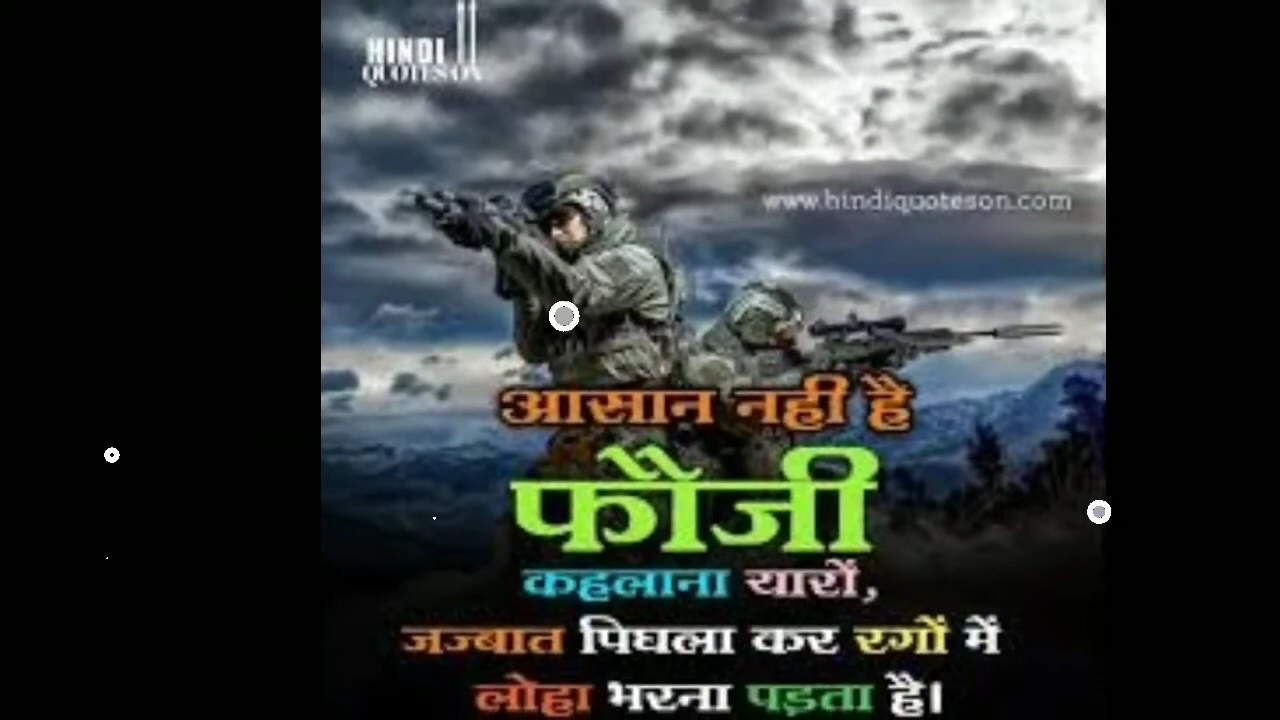 HINDI
QUOTESON
www.hindiquoteson.com
आसान नहीं है
फौजी
कहलाना यारों,
जज्बात पिघला कर रगों में
लोहा भरना पड़ता है।